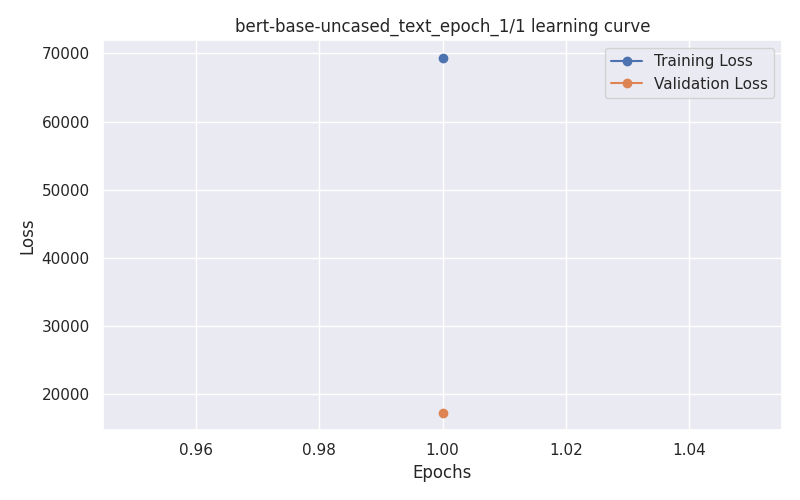 bert-base-uncased_text_epoch_1/1 learning curve
Training Loss
Validation Loss
70000
60000
50000
40000
30000
20000
Loss
0.96 0.98 1.00 1.02 1.04
Epochs